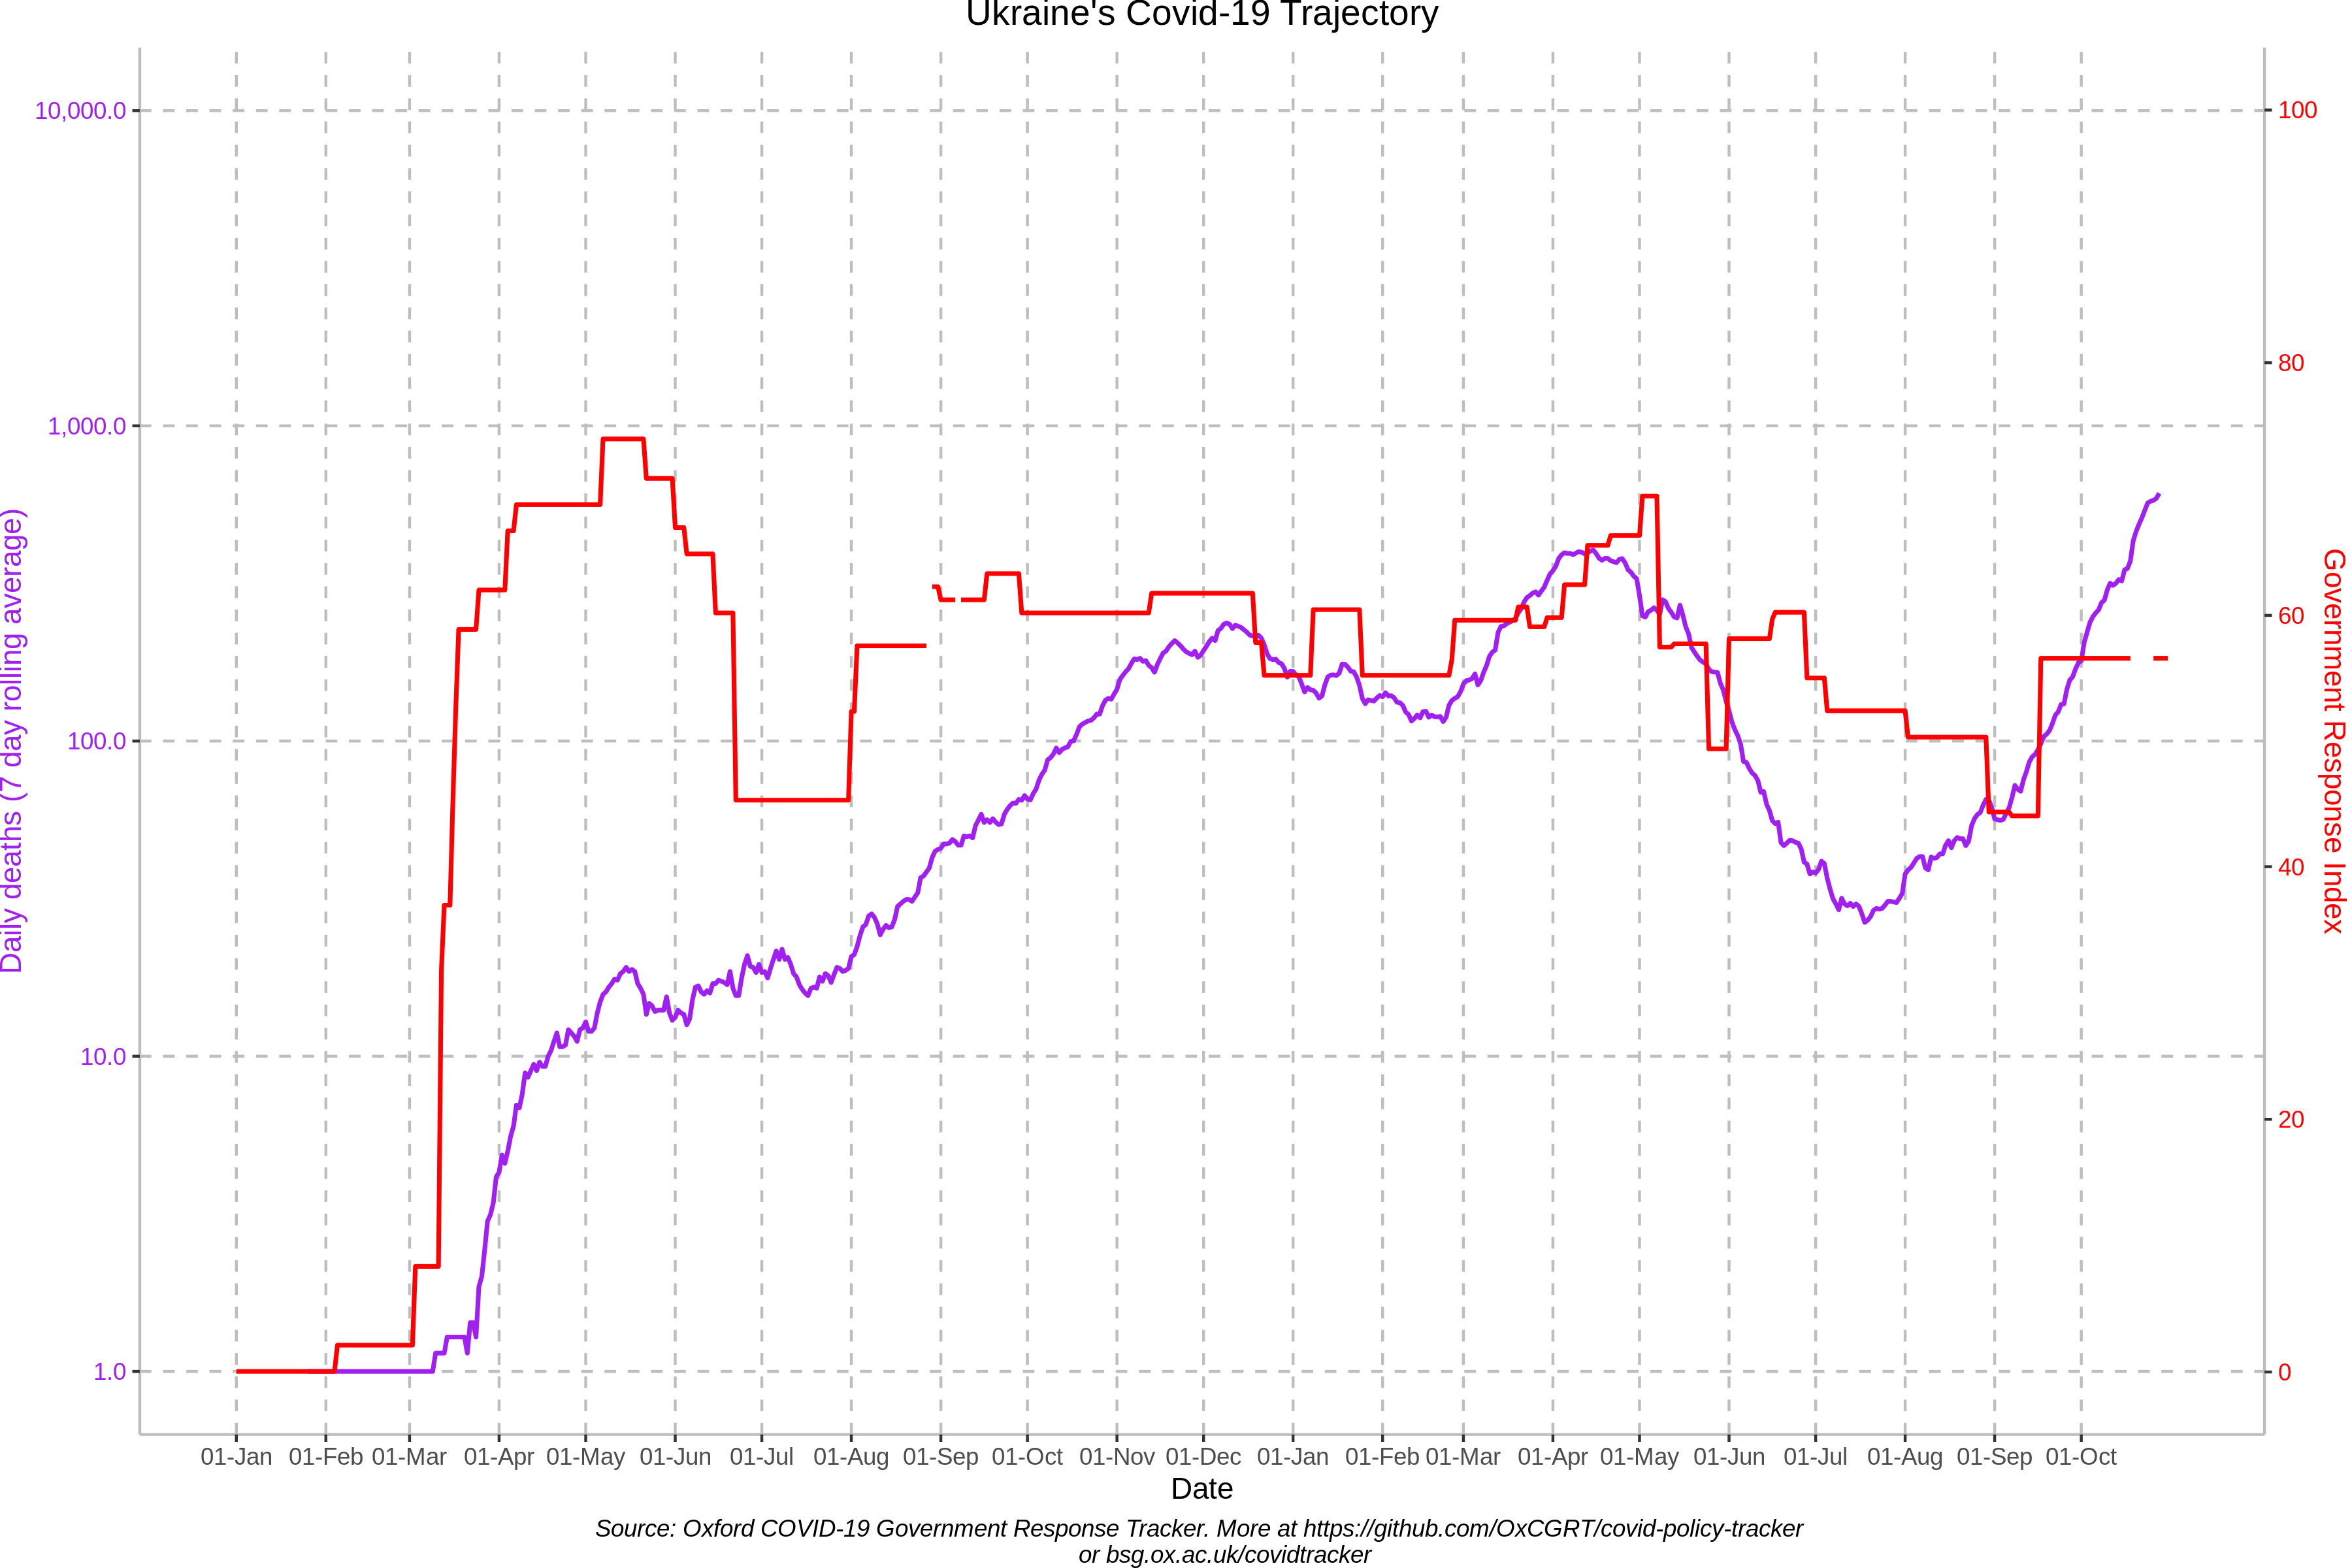 Ukraine's Covid-19 Trajectory
10,000.0
1,000.0
100.0
10.0
1.0
Daily deaths (7 day rolling average)
100
80
60
40
20
0
Government Response Index
01-Jan 01-Feb 01-Mar 01-Apr 01-May 01-Jun 01-Jul 01-Aug 01-Sep 01-Oct 01-Nov 01-Dec 01-Jan 01-Feb 01-Mar 01-Apr 01-May 01-Jun 01-Jul 01-Aug 01-Sep 01-Oct
Date
Source: Oxford COVID-19 Government Response Tracker. More at https://github.com/OxCGRT/covid-policy-tracker
or bsg.ox.ac.uk/covidtracker